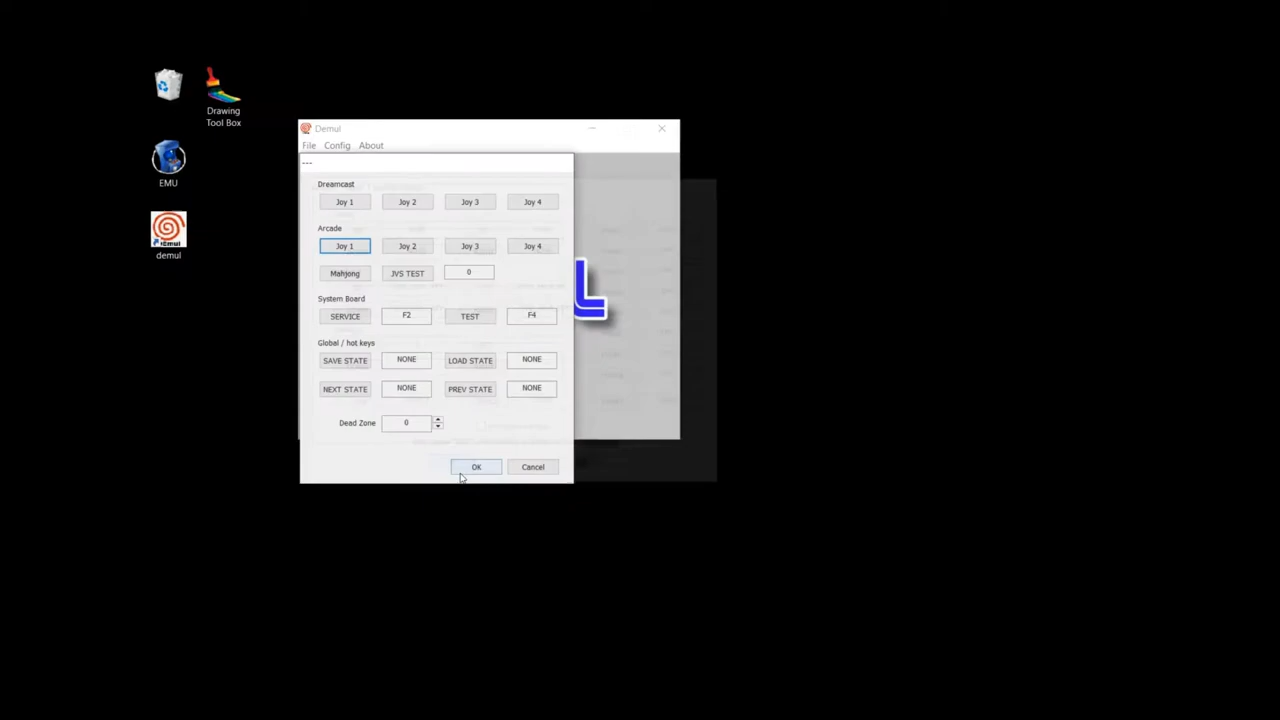 Drawing
Tool Box
EMU
demul
Demul
File Config About
---
Dreamcast
Joy 1 Joy 2 Joy 3 Joy 4
Arcade
Joy 1 Joy 2 Joy 3 Joy 4
Mahjong JVS TEST 0
System Board
SERVICE F2 TEST F4
Global / hot keys
SAVE STATE NONE LOAD STATE NONE
NEXT STATE NONE PREV STATE NONE
Dead Zone 0
OK Cancel
L